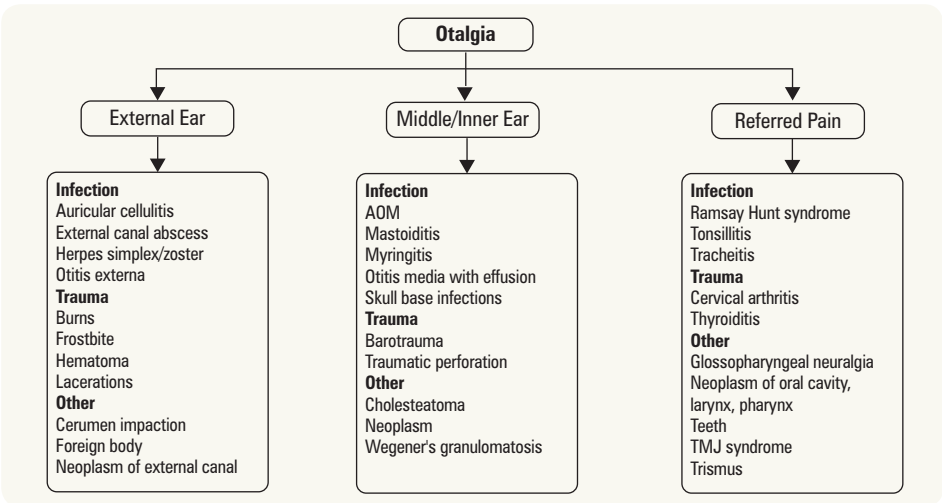 Otalgia
External Ear
Middle/Inner Ear
Referred Pain
Infection
Auricular cellulitis
External canal abscess
Herpes simplex/zoster
Otitis externa
Trauma
Burns
Frostbite
Hematoma
Lacerations
Other
Cerumen impaction
Foreign body
Neoplasm of external canal
Infection
AOM
Mastoiditis
Myringitis
Otitis media with effusion
Skull base infections
Trauma
Barotrauma
Traumatic perforation
Other
Cholesteatoma
Neoplasm
Wegener's granulomatosis
Infection
Ramsay Hunt syndrome
Tonsillitis
Tracheitis
Trauma
Cervical arthritis
Thyroiditis
Other
Glossopharyngeal neuralgia
Neoplasm of oral cavity,
larynx, pharynx
Teeth
TMJ syndrome
Trismus